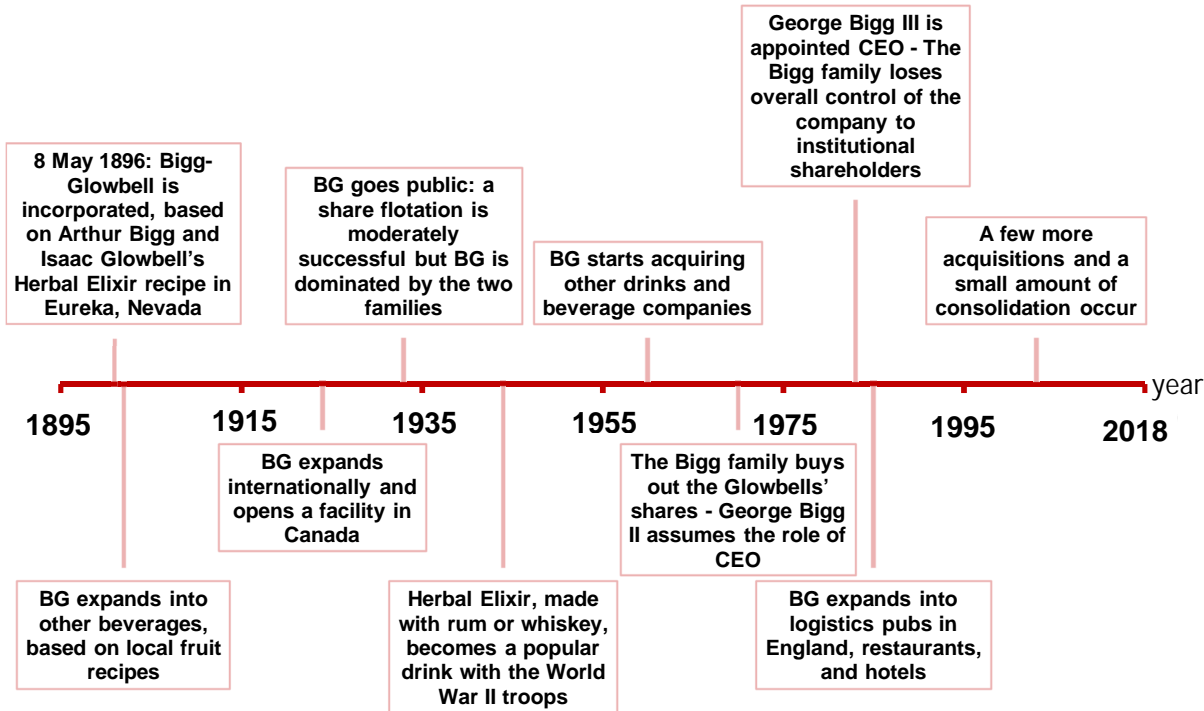 George Bigg III is
appointed CEO - The
Bigg family loses
overall control of the
company to
institutional
shareholders
8 May 1896: Bigg-
Glowbell is
incorporated, based
on Arthur Bigg and
Isaac Glowbell’s
Herbal Elixir recipe in
Eureka, Nevada
BG goes public: a
share flotation is
moderately
successful but BG is
dominated by the two
families
BG starts acquiring
other drinks and
beverage companies
A few more
acquisitions and a
small amount of
consolidation occur
year
1895
1915
1935
1955
1975
1995
2018
BG expands
internationally and
opens a facility in
Canada
The Bigg family buys
out the Glowbells’
shares - George Bigg
II assumes the role of
CEO
BG expands into
other beverages,
based on local fruit
recipes
Herbal Elixir, made
with rum or whiskey,
becomes a popular
drink with the World
War II troops
BG expands into
logistics pubs in
England, restaurants,
and hotels